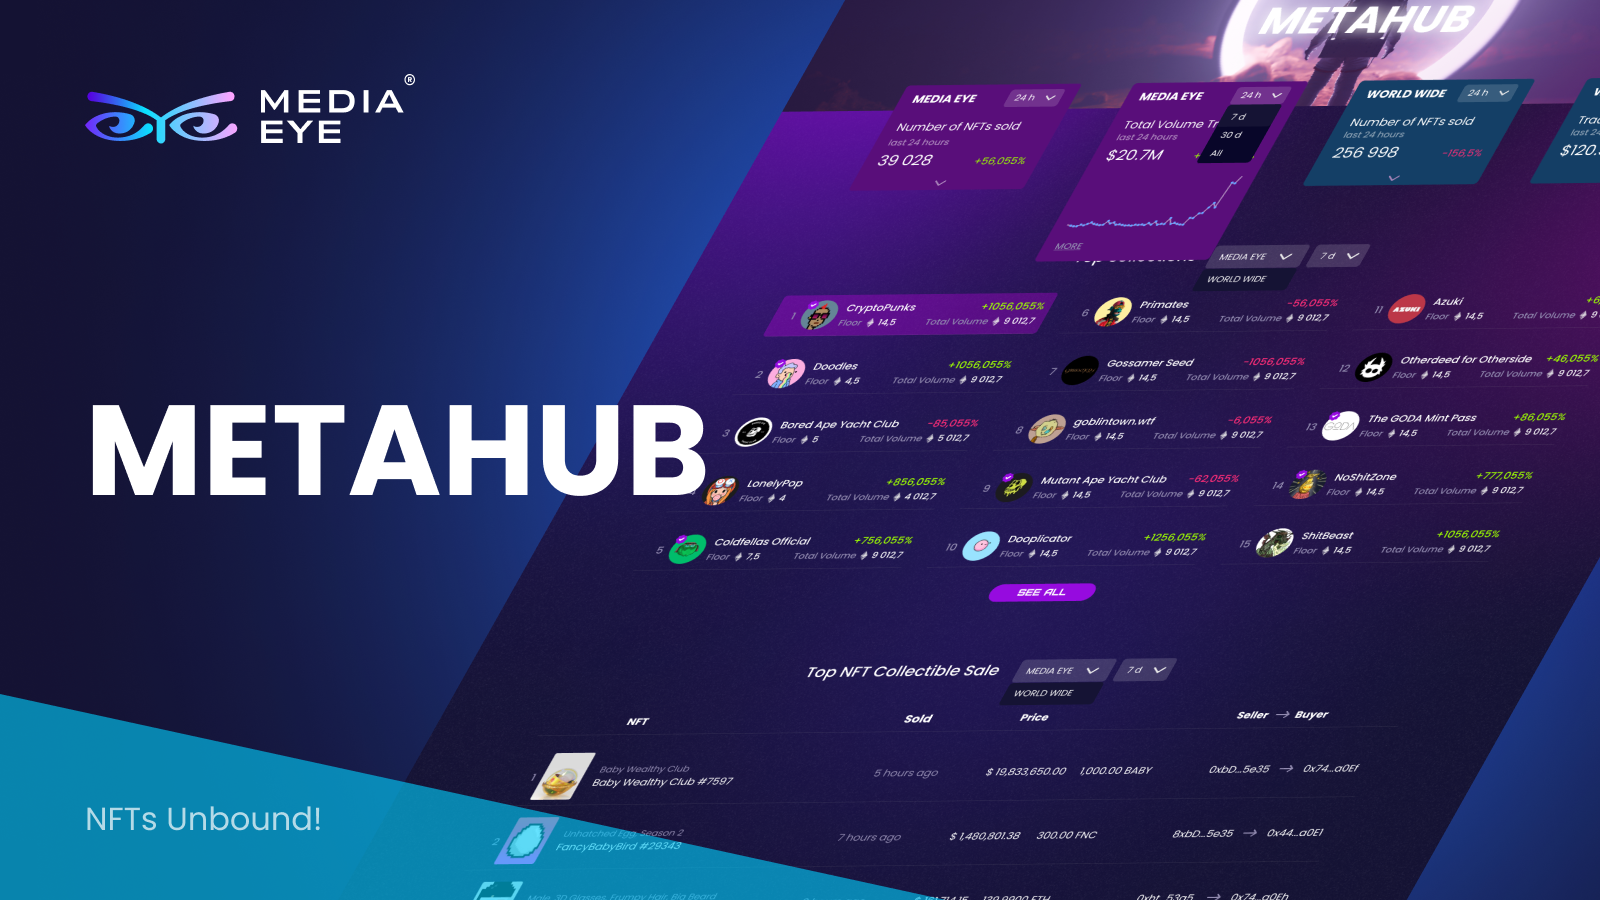 MEDIA
EYE
®
METAHUB
NFTs Unbound!
METAHUB
MEDIA EYE 24 h
Number of NFTs sold
last 24 hours
39 028 +56,055%
MEDIA EYE 24 h
7 d
30 d
All
Total Volume
last 24 hours
$20.7M
MORE
WORLD WIDE 24 h
Number of NFTs sold
last 24 hours
256 998 -156,5%
last 24
Top Collections MEDIA EYE 7 d
WORLD WIDE
1 CryptoPunks +1056,055%
Floor 14,5 Total Volume 9 012,7
2 Doodles +1056,055%
Floor 4,5 Total Volume 9 012,7
3 Bored Ape Yacht Club -85,055%
Floor 5 Total Volume 5 012,7
4 LonelyPop +856,055%
Floor 4 Total Volume 4 012,7
5 Coldfellas Official +756,055%
Floor 7,5 Total Volume 9 012,7
6 Primates -56,055%
Floor 14,5 Total Volume 9 012,7
7 Gossamer Seed -1056,055%
Floor 14,5 Total Volume 9 012,7
8 goblintown.wtf -6,055%
Floor 14,5 Total Volume 9 012,7
9 Mutant Ape Yacht Club -62,055%
Floor 14,5 Total Volume 9 012,7
10 Dooplicator +1256,055%
Floor 14,5 Total Volume 9 012,7
11 AZUKI Azuki
Floor 14,5 Total Volume
12 Otherdeed for Otherside +46,055%
Floor 14,5 Total Volume 9 012,7
13 GODA The GODA Mint Pass +86,055%
Floor 14,5 Total Volume 9 012,7
14 NoShitZone +777,055%
Floor 14,5 Total Volume 9 012,7
15 ShitBeast +1056,055%
Floor 14,5 Total Volume 9 012,7
SEE ALL
Top NFT Collectible Sale MEDIA EYE 7 d
WORLD WIDE
NFT Sold Price Seller → Buyer
1 Baby Wealthy Club
Baby Wealthy Club #7597 5 hours ago $ 19,833,650.00 1,000.00 BABY 0xbD...5e35 → 0x74...a0Ef
2 Unhatched Egg, Season 2
FancyBabyBird #29343 7 hours ago $ 1,480,801.38 300.00 FNC 8xbD...5e35 → 0x44...a0Ef